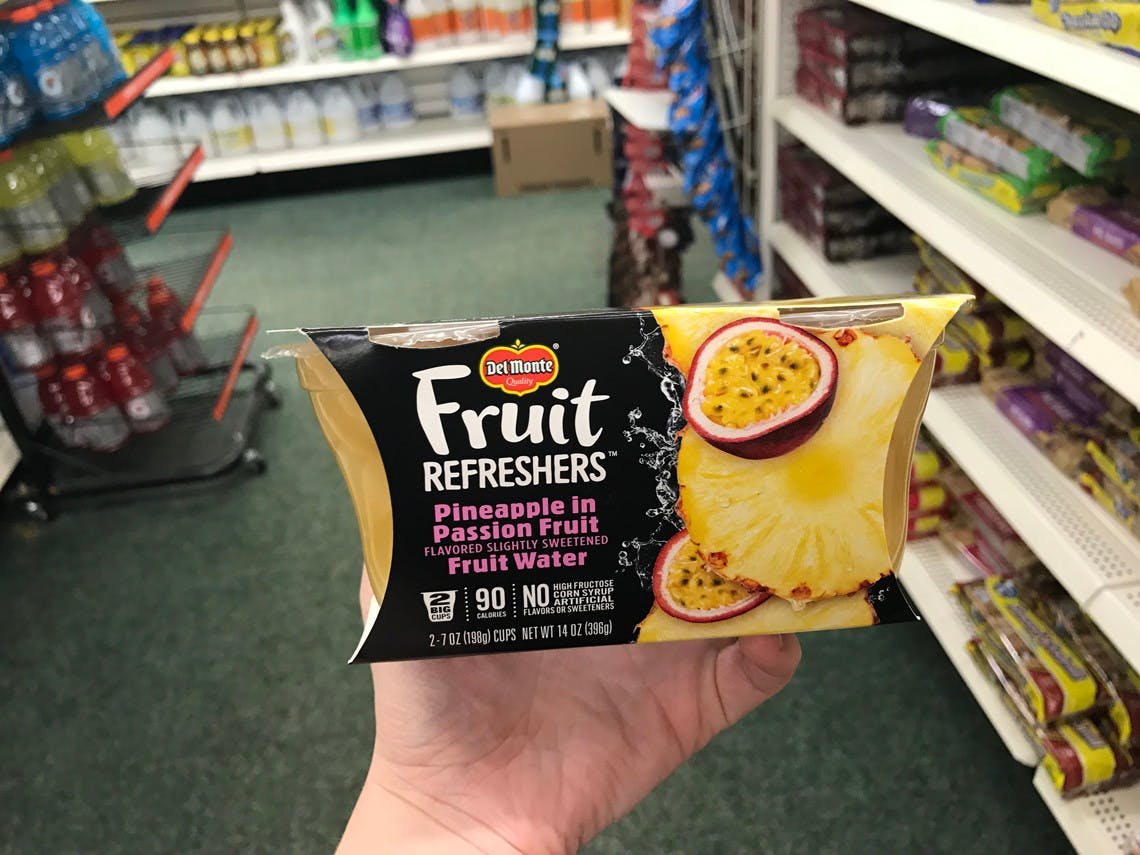 Del Monte®
Quality
Fruit
REFRESHERS™
Pineapple in
Passion Fruit
FLAVORED SLIGHTLY SWEETENED
Fruit Water
2 BIG CUPS
90 CALORIES
NO HIGH FRUCTOSE
CORN SYRUP
ARTIFICIAL
FLAVORS OR SWEETENERS
2-7 OZ (198g) CUPS NET WT 14 OZ (396g)